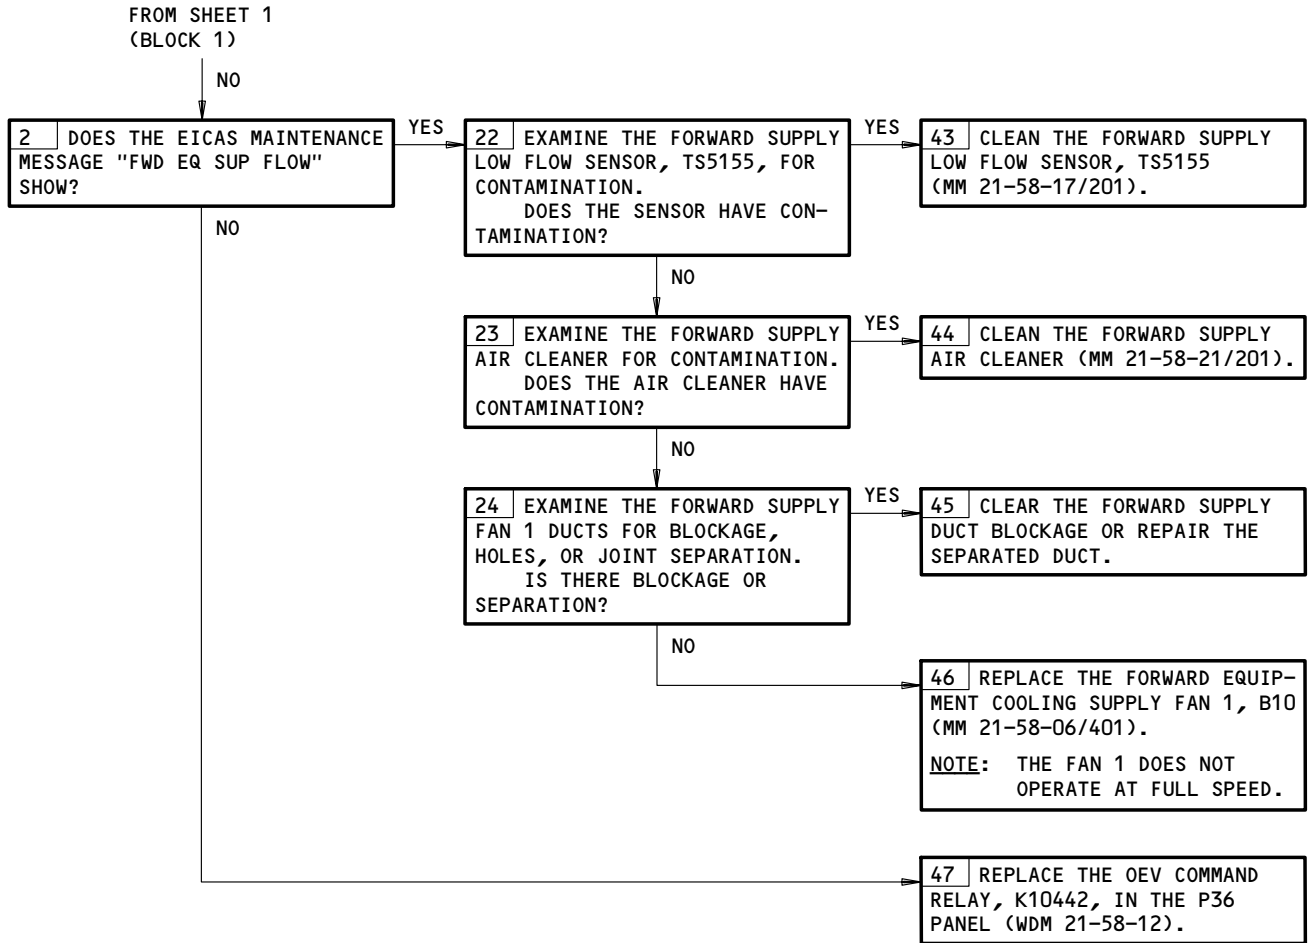 FROM SHEET 1
(BLOCK 1)
NO
2 DOES THE EICAS MAINTENANCE
MESSAGE "FWD EQ SUP FLOW"
SHOW?
YES
NO
22 EXAMINE THE FORWARD SUPPLY
LOW FLOW SENSOR, TS5155, FOR
CONTAMINATION.
DOES THE SENSOR HAVE CON-
TAMINATION?
YES
NO
43 CLEAN THE FORWARD SUPPLY
LOW FLOW SENSOR, TS5155
(MM 21-58-17/201).
23 EXAMINE THE FORWARD SUPPLY
AIR CLEANER FOR CONTAMINATION.
DOES THE AIR CLEANER HAVE
CONTAMINATION?
YES
NO
44 CLEAN THE FORWARD SUPPLY
AIR CLEANER (MM 21-58-21/201).
24 EXAMINE THE FORWARD SUPPLY
FAN 1 DUCTS FOR BLOCKAGE,
HOLES, OR JOINT SEPARATION.
IS THERE BLOCKAGE OR
SEPARATION?
YES
NO
45 CLEAR THE FORWARD SUPPLY
DUCT BLOCKAGE OR REPAIR THE
SEPARATED DUCT.
46 REPLACE THE FORWARD EQUIP-
MENT COOLING SUPPLY FAN 1, B10
(MM 21-58-06/401).
NOTE: THE FAN 1 DOES NOT
OPERATE AT FULL SPEED.
47 REPLACE THE OEV COMMAND
RELAY, K10442, IN THE P36
PANEL (WDM 21-58-12).